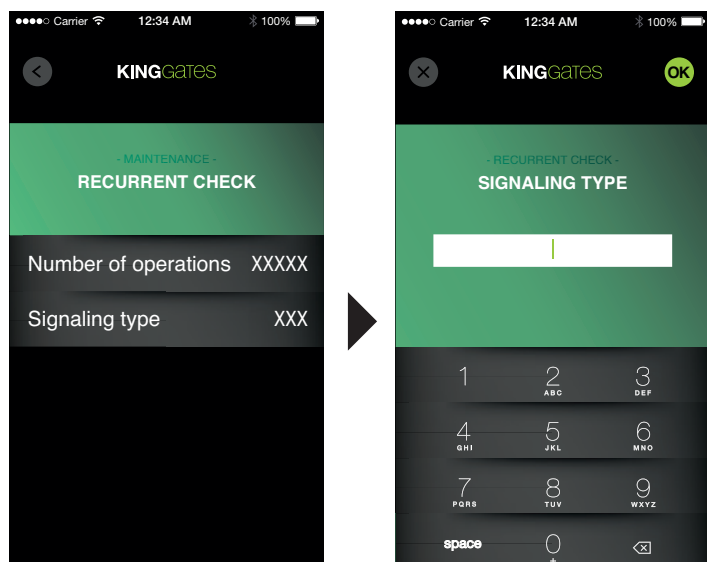 Carrier 12:34 AM 100%
KINGGATES
- MAINTENANCE -
RECURRENT CHECK
Number of operations XXXXX
Signaling type XXX
Carrier 12:34 AM 100%
KINGGATES OK
- RECURRENT CHECK -
SIGNALING TYPE
1 2 3
ABC DEF
4 5 6
GHI JKL MNO
7 8 9
PQRS TUV WXYZ
space 0
+